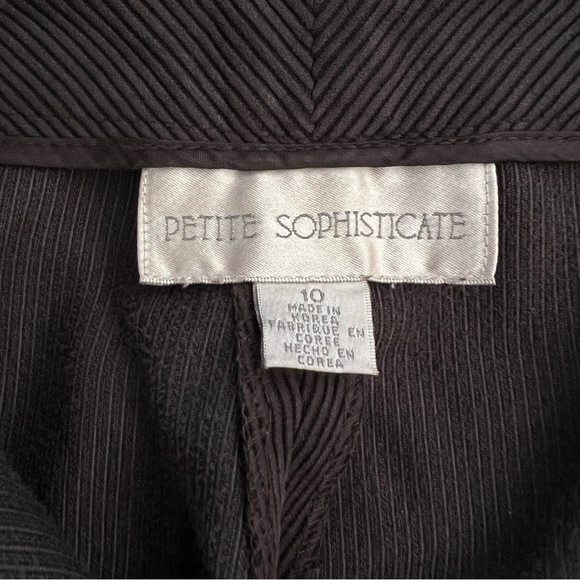 PETITE SOPHISTICATE
10
MADE IN
KOREA
FABRIQUE EN
COREE
HECHO EN
COREA